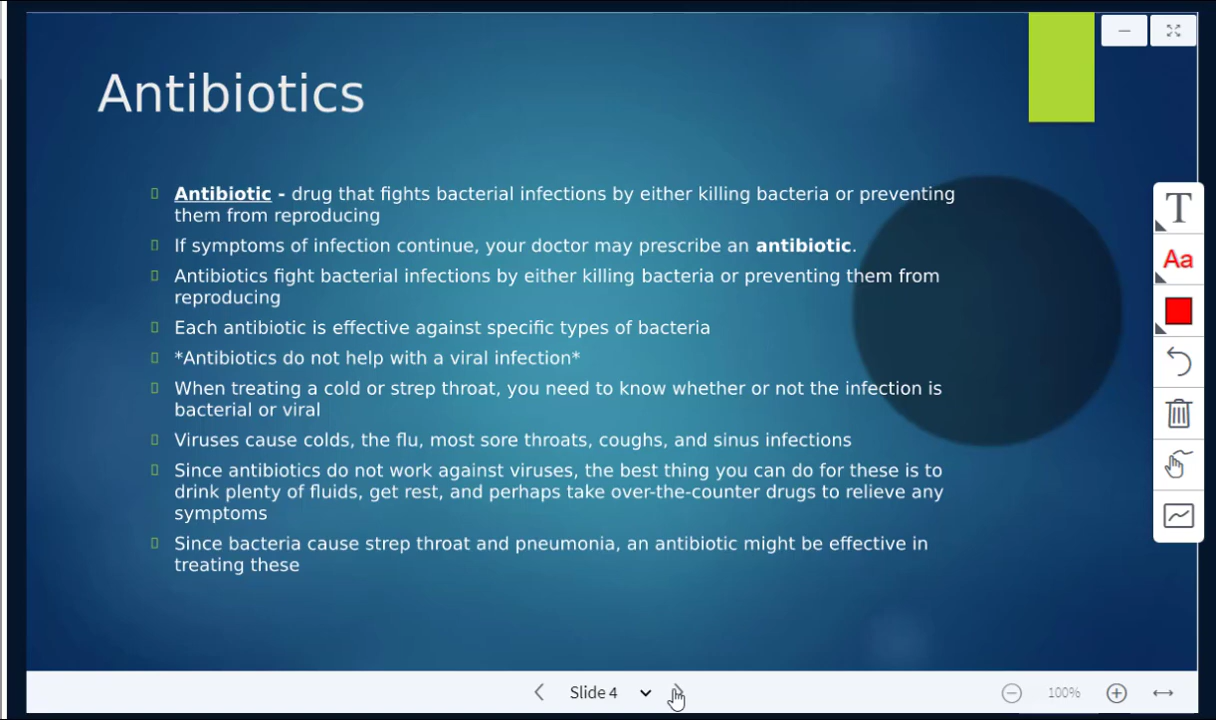 Antibiotics
Antibiotic - drug that fights bacterial infections by either killing bacteria or preventing
them from reproducing
If symptoms of infection continue, your doctor may prescribe an antibiotic.
Antibiotics fight bacterial infections by either killing bacteria or preventing them from
reproducing
Each antibiotic is effective against specific types of bacteria
*Antibiotics do not help with a viral infection*
When treating a cold or strep throat, you need to know whether or not the infection is
bacterial or viral
Viruses cause colds, the flu, most sore throats, coughs, and sinus infections
Since antibiotics do not work against viruses, the best thing you can do for these is to
drink plenty of fluids, get rest, and perhaps take over-the-counter drugs to relieve any
symptoms
Since bacteria cause strep throat and pneumonia, an antibiotic might be effective in
treating these
T
Aa
Slide 4
100%